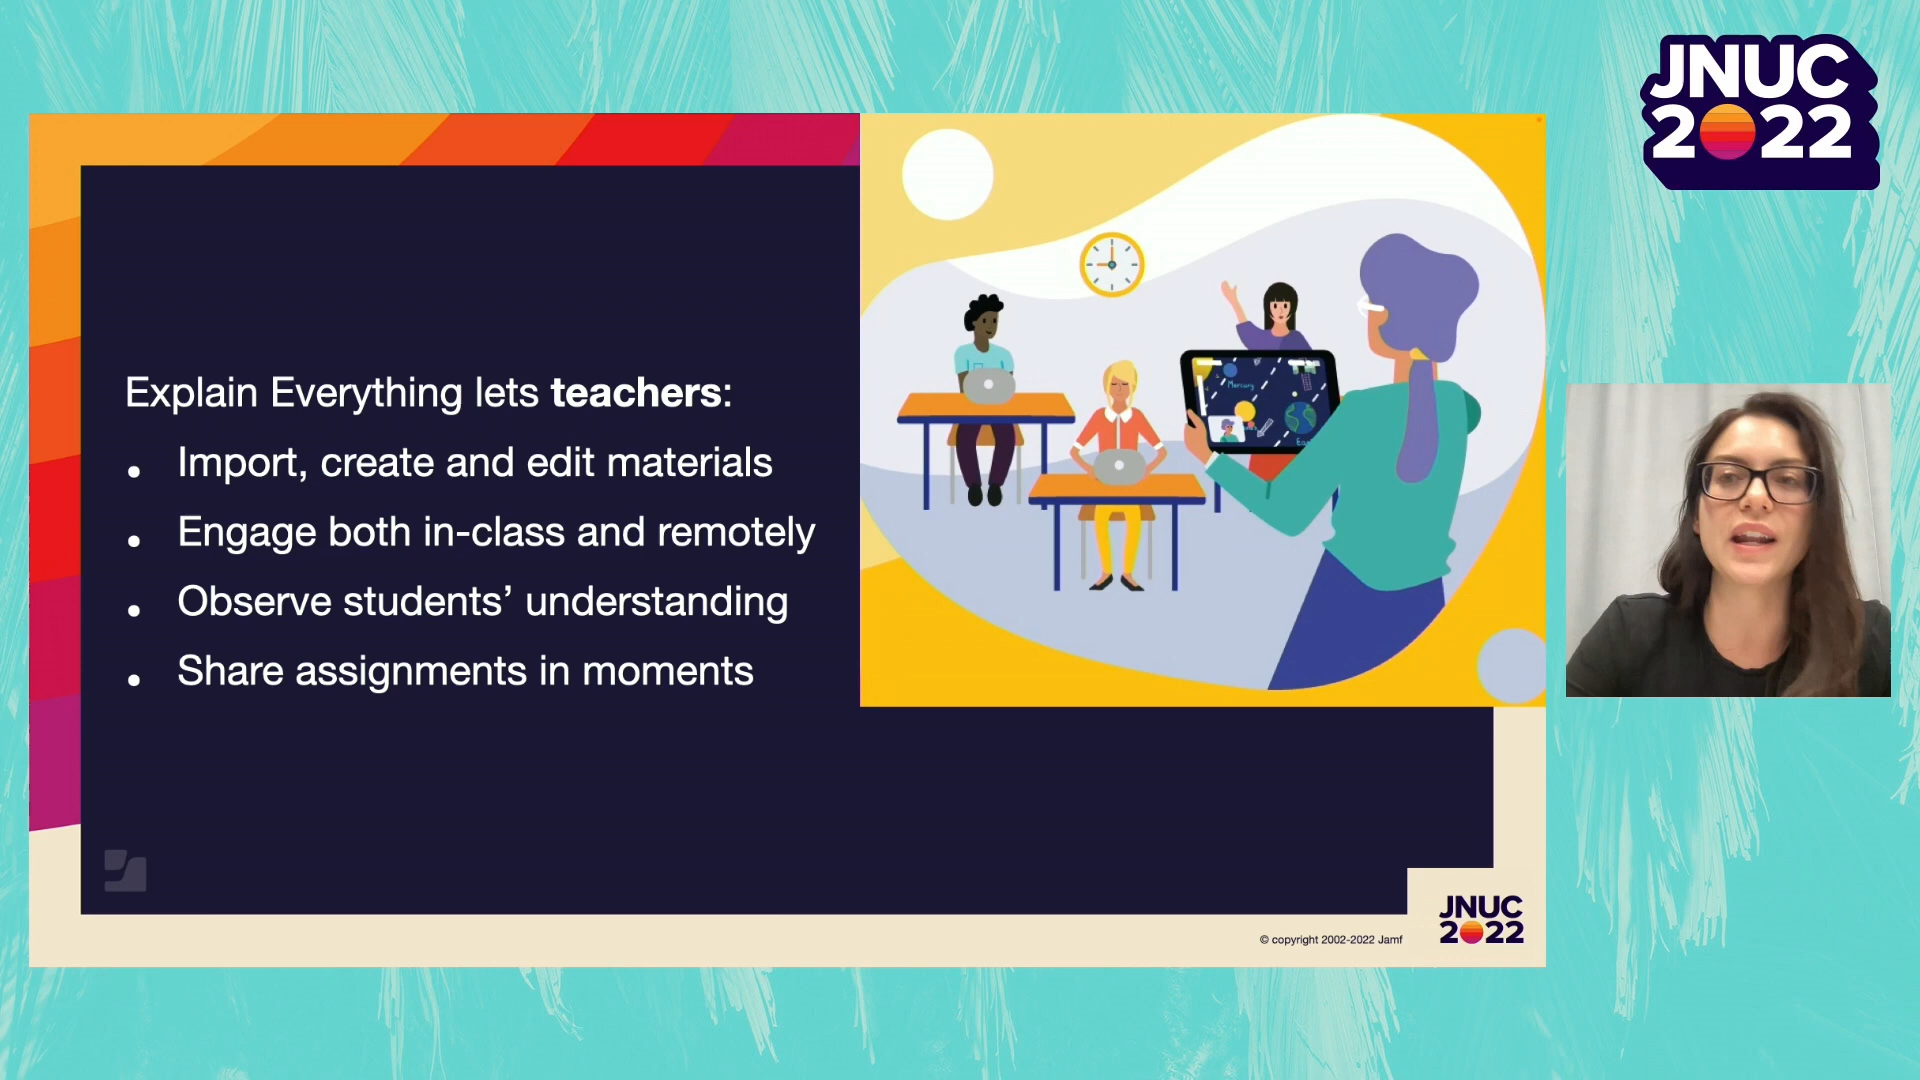 JNUC
2022
Explain Everything lets teachers:
Import, create and edit materials
Engage both in-class and remotely
Observe students’ understanding
Share assignments in moments
Mercury
© copyright 2002-2022 Jamf
JNUC
2022